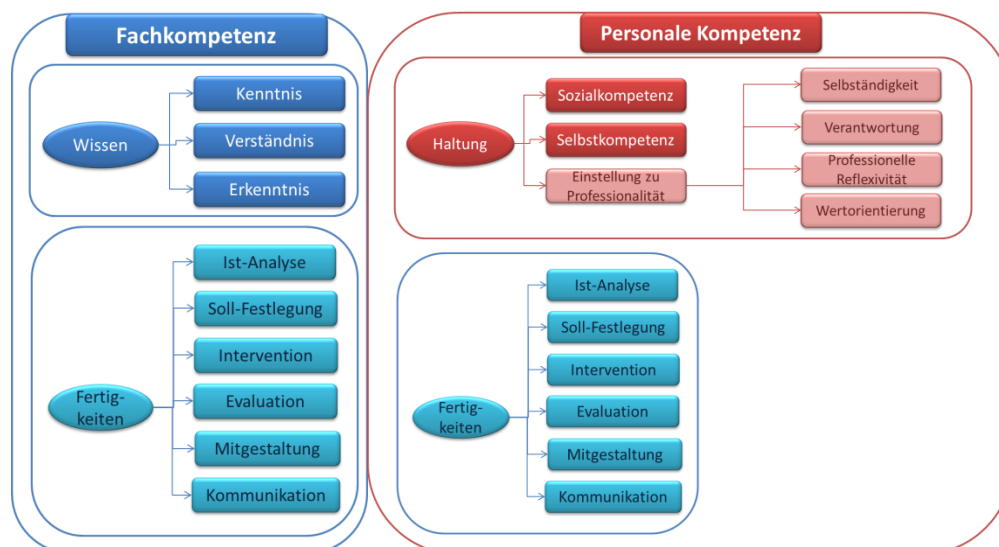 Fachkompetenz
Wissen
Kenntnis
Verständnis
Erkenntnis
Fertig-
keiten
Ist-Analyse
Soll-Festlegung
Intervention
Evaluation
Mitgestaltung
Kommunikation
Personale Kompetenz
Haltung
Sozialkompetenz
Selbstkompetenz
Einstellung zu
Professionalität
Selbständigkeit
Verantwortung
Professionelle
Reflexivität
Wertorientierung
Fertig-
keiten
Ist-Analyse
Soll-Festlegung
Intervention
Evaluation
Mitgestaltung
Kommunikation